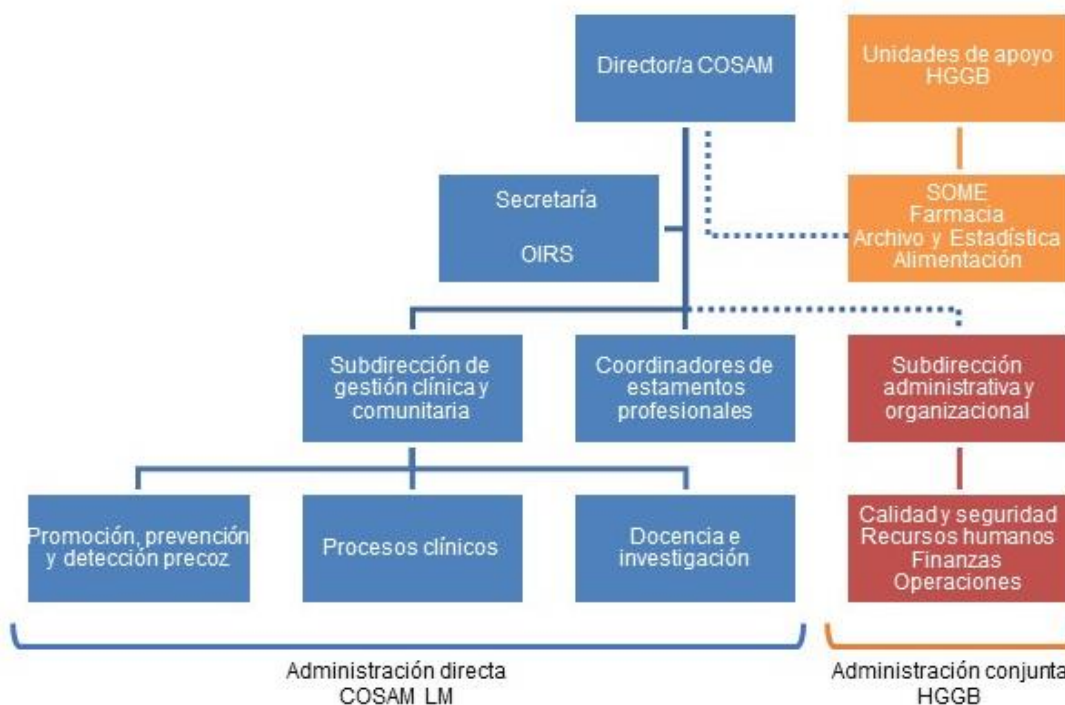 Director/a COSAM
Unidades de apoyo
HGGB
Secretaría
OIRS
SOME
Farmacia
Archivo y Estadística
Alimentación
Subdirección de
gestión clínica y
comunitaria
Coordinadores de
estamentos
profesionales
Subdirección
administrativa y
organizacional
Promoción, prevención
y detección precoz
Procesos clínicos
Docencia e
investigación
Calidad y seguridad
Recursos humanos
Finanzas
Operaciones
Administración directa
COSAM LM
Administración conjunta
HGGB